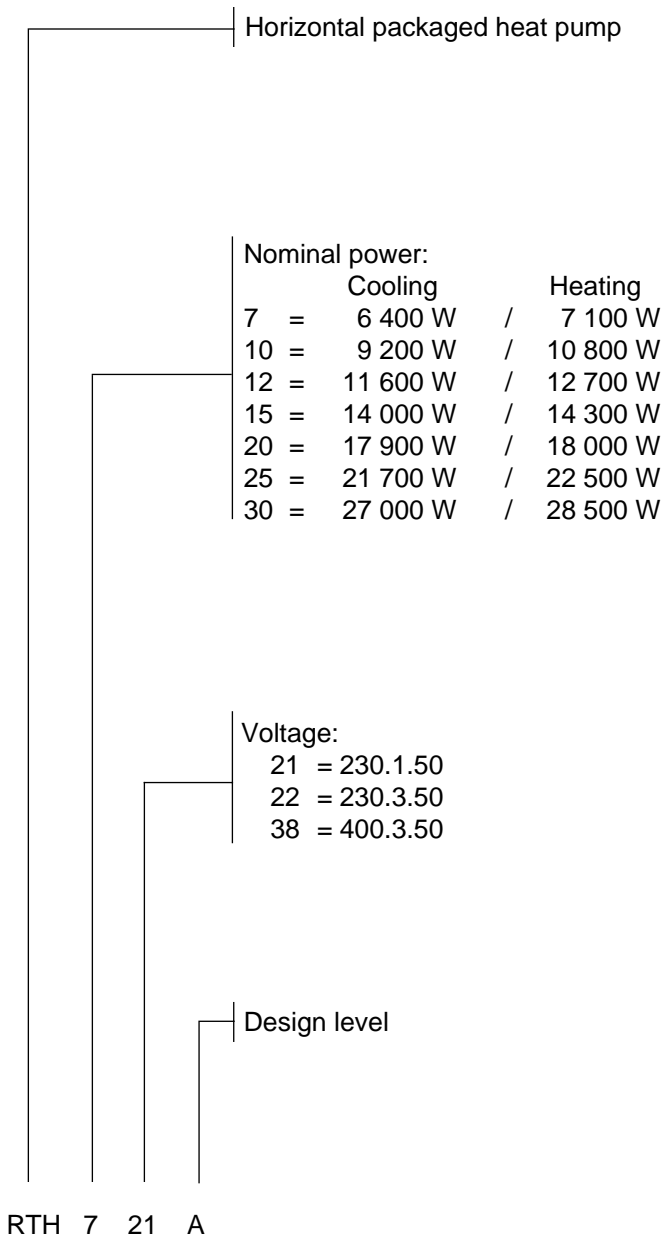 Horizontal packaged heat pump
Nominal power:
Cooling Heating
7 = 6 400 W / 7 100 W
10 = 9 200 W / 10 800 W
12 = 11 600 W / 12 700 W
15 = 14 000 W / 14 300 W
20 = 17 900 W / 18 000 W
25 = 21 700 W / 22 500 W
30 = 27 000 W / 28 500 W
Voltage:
21 = 230.1.50
22 = 230.3.50
38 = 400.3.50
Design level
RTH 7 21 A